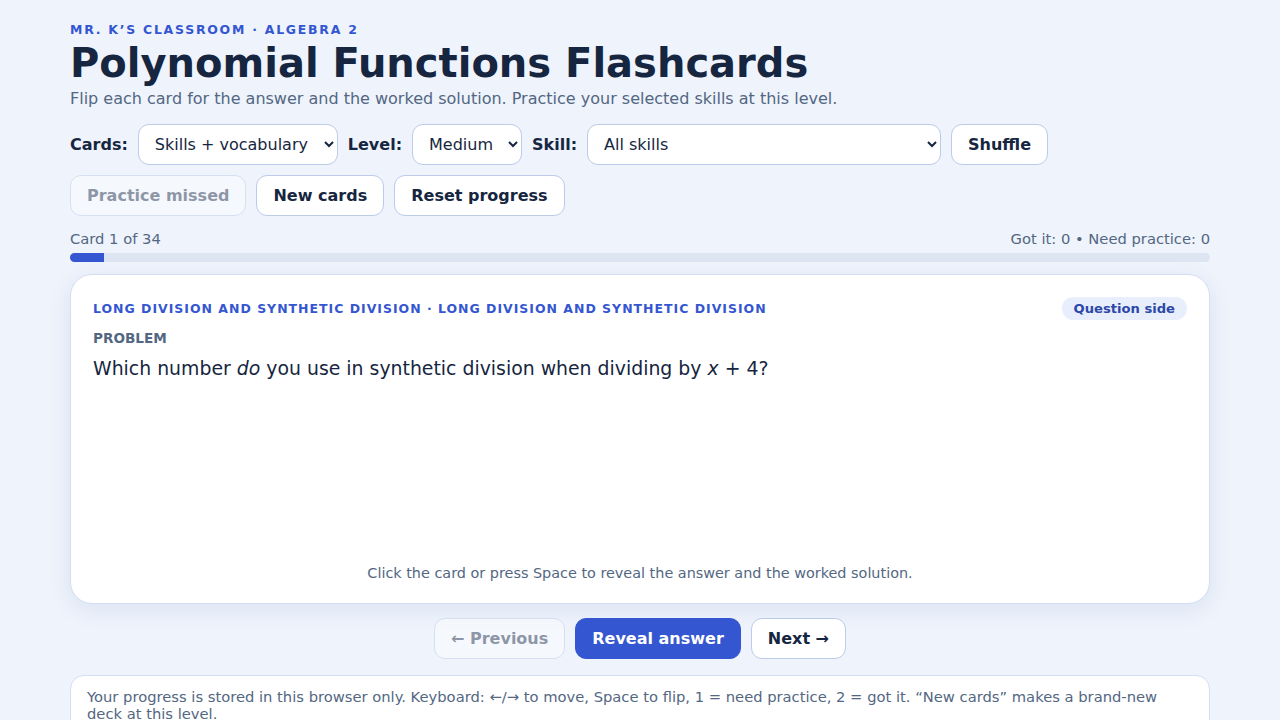 MR. K’S CLASSROOM · ALGEBRA 2
Polynomial Functions Flashcards
Flip each card for the answer and the worked solution. Practice your selected skills at this level.
Cards: Skills + vocabulary Level: Medium Skill: All skills Shuffle
Practice missed New cards Reset progress
Card 1 of 34 Got it: 0 • Need practice: 0
LONG DIVISION AND SYNTHETIC DIVISION · LONG DIVISION AND SYNTHETIC DIVISION Question side
PROBLEM
Which number do you use in synthetic division when dividing by x + 4?
Click the card or press Space to reveal the answer and the worked solution.
← Previous Reveal answer Next →
Your progress is stored in this browser only. Keyboard: ←/→ to move, Space to flip, 1 = need practice, 2 = got it. “New cards” makes a brand-new
deck at this level.